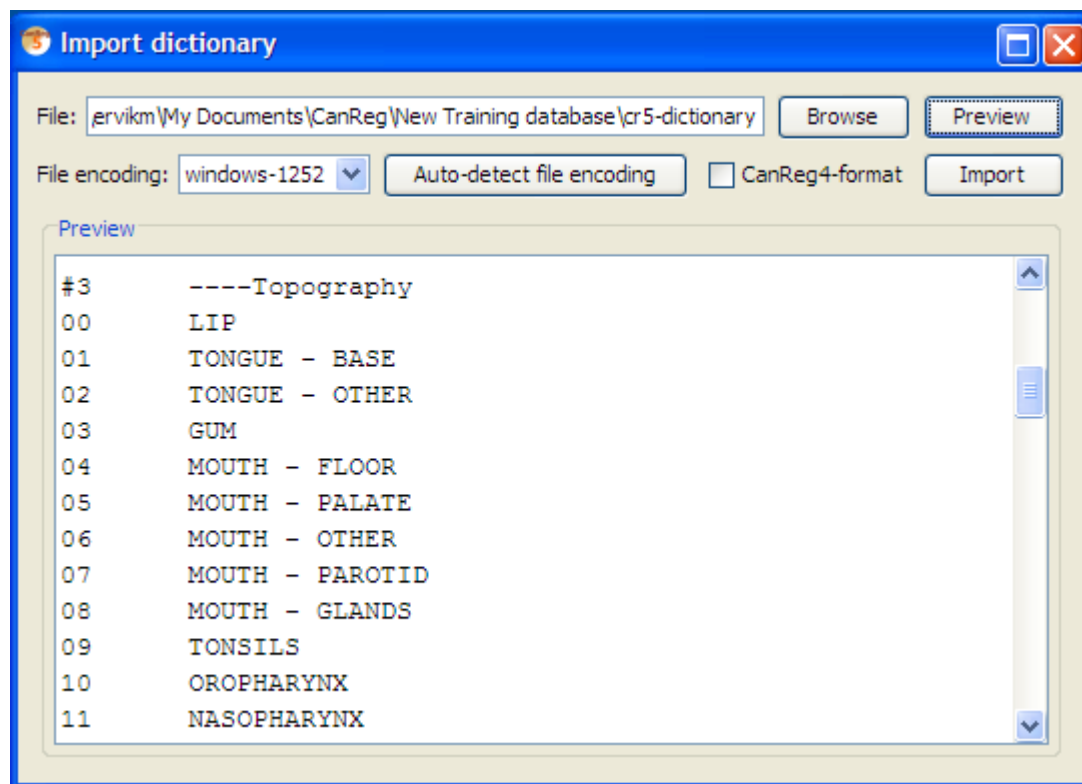 Import dictionary
File: ervikm\My Documents\CanReg\New Training database\cr5-dictionary Browse Preview
File encoding: windows-1252 Auto-detect file encoding CanReg4-format Import
Preview
#3 ----Topography
00 LIP
01 TONGUE - BASE
02 TONGUE - OTHER
03 GUM
04 MOUTH - FLOOR
05 MOUTH - PALATE
06 MOUTH - OTHER
07 MOUTH - PAROTID
08 MOUTH - GLANDS
09 TONSILS
10 OROPHARYNX
11 NASOPHARYNX